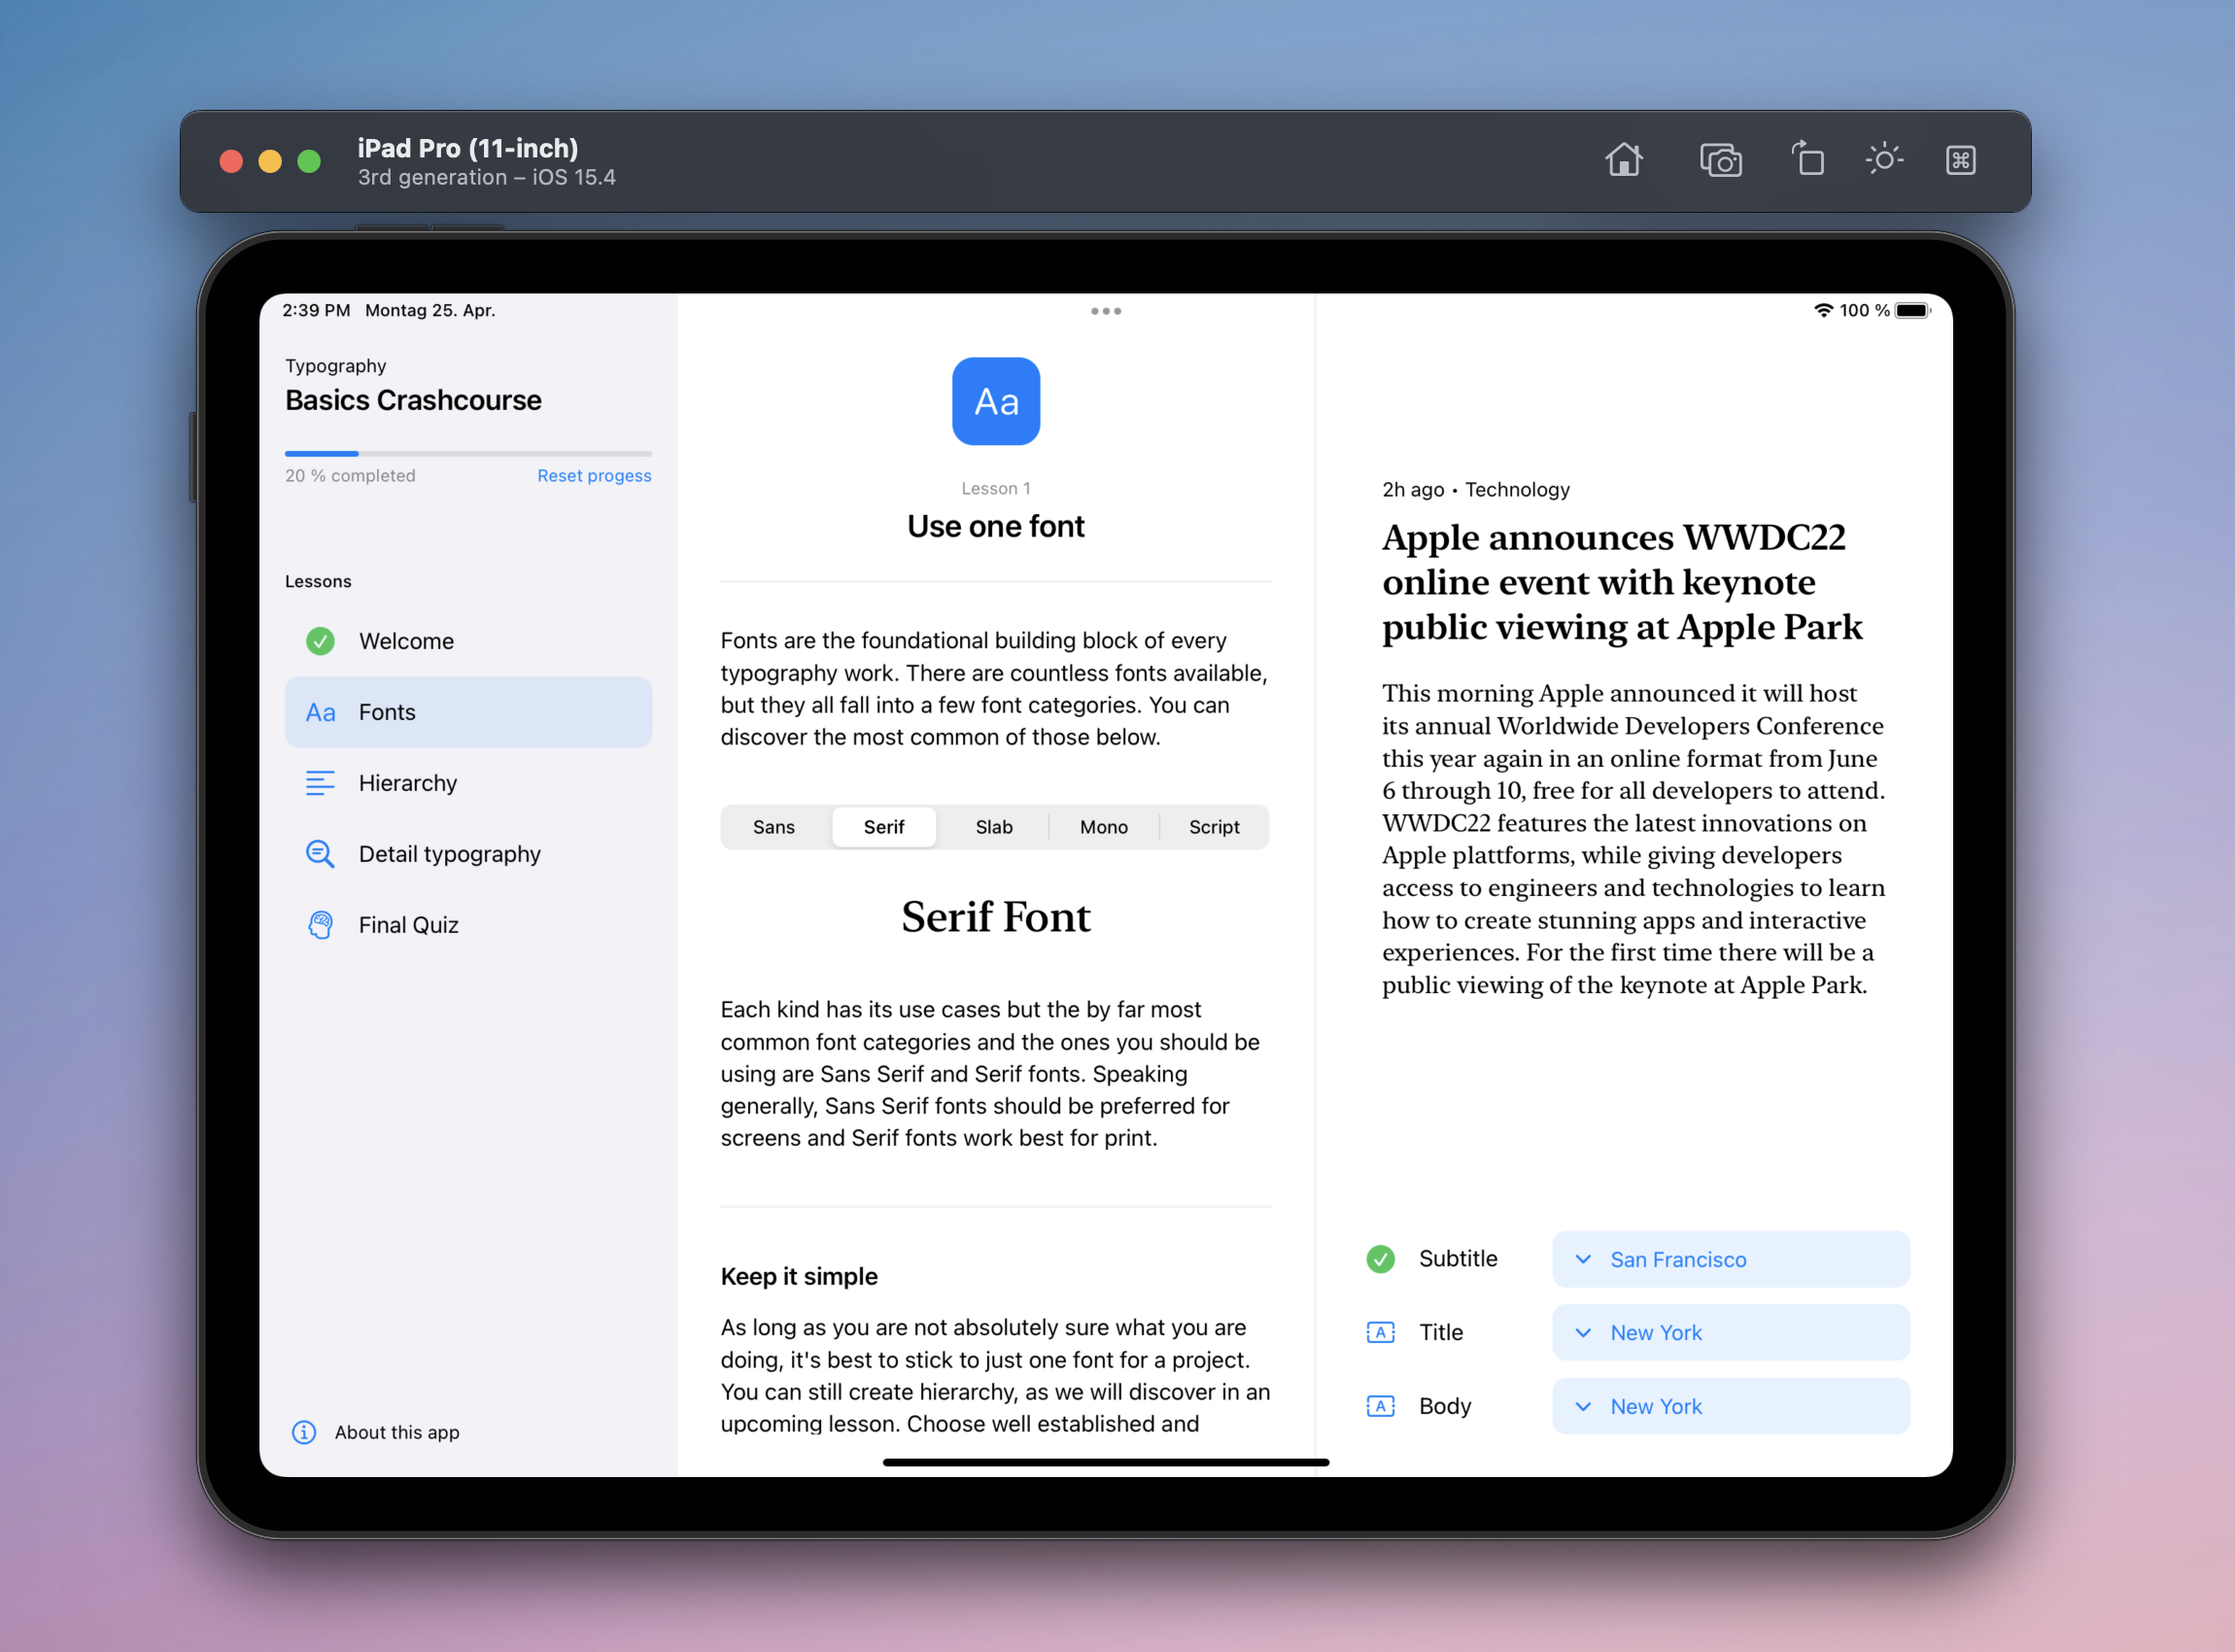 iPad Pro (11-inch)
3rd generation – iOS 15.4
2:39 PM Montag 25. Apr.
100 %
Typography
Basics Crashcourse
20 % completed
Reset progess
Lessons
Welcome
Aa Fonts
Hierarchy
Detail typography
Final Quiz
About this app
Aa
Lesson 1
Use one font
Fonts are the foundational building block of every
typography work. There are countless fonts available,
but they all fall into a few font categories. You can
discover the most common of those below.
Sans Serif Slab Mono Script
Serif Font
Each kind has its use cases but the by far most
common font categories and the ones you should be
using are Sans Serif and Serif fonts. Speaking
generally, Sans Serif fonts should be preferred for
screens and Serif fonts work best for print.
Keep it simple
As long as you are not absolutely sure what you are
doing, it's best to stick to just one font for a project.
You can still create hierarchy, as we will discover in an
upcoming lesson. Choose well established and
2h ago • Technology
Apple announces WWDC22
online event with keynote
public viewing at Apple Park
This morning Apple announced it will host
its annual Worldwide Developers Conference
this year again in an online format from June
6 through 10, free for all developers to attend.
WWDC22 features the latest innovations on
Apple plattforms, while giving developers
access to engineers and technologies to learn
how to create stunning apps and interactive
experiences. For the first time there will be a
public viewing of the keynote at Apple Park.
Subtitle San Francisco
A Title New York
A Body New York